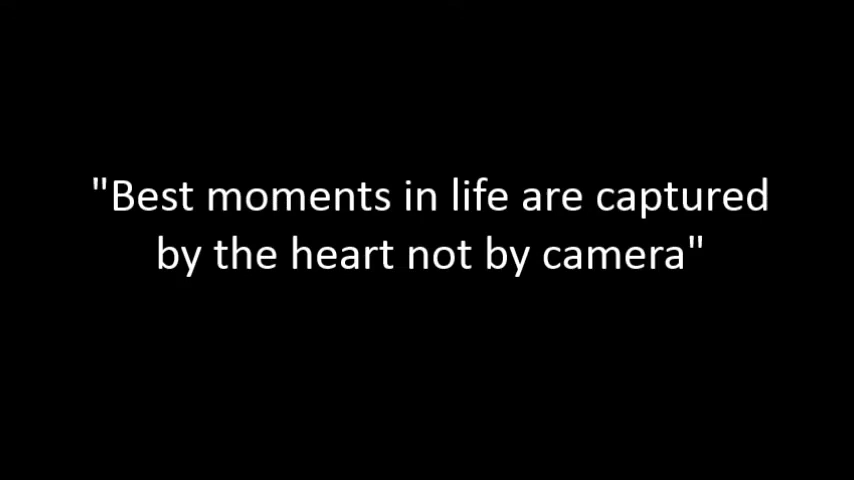 "Best moments in life are captured
by the heart not by camera"